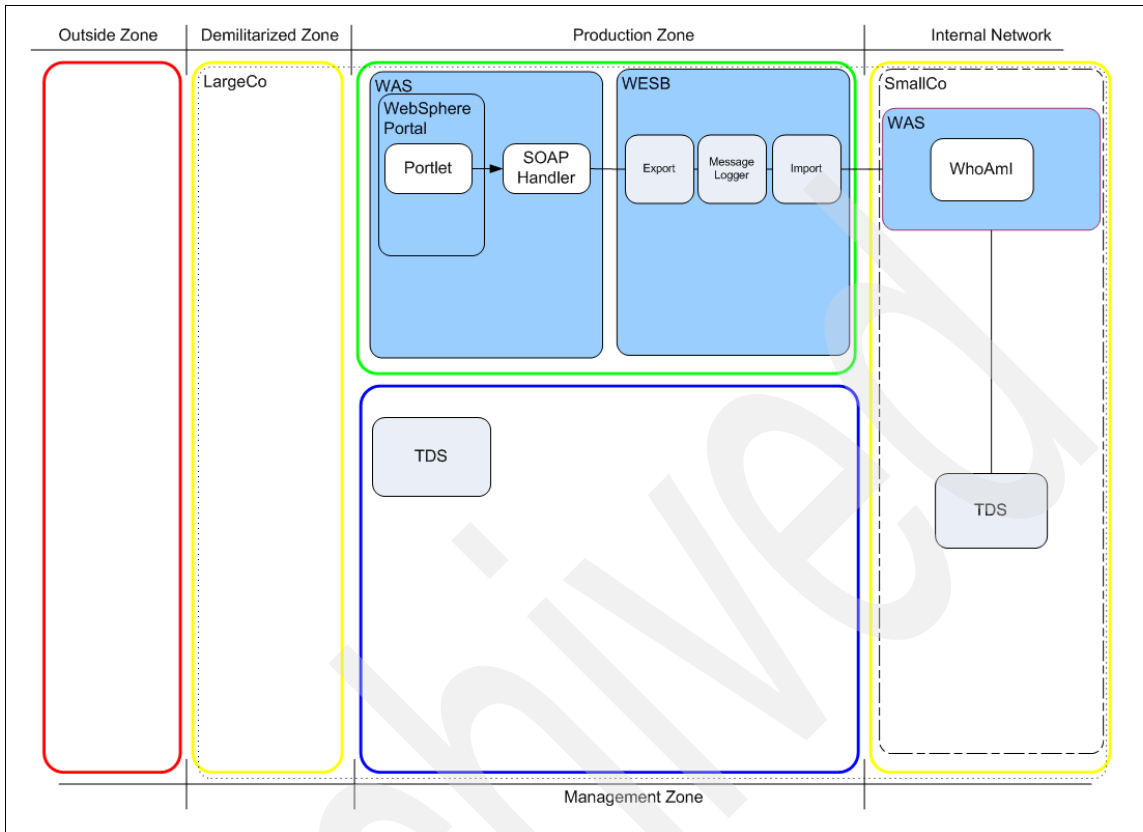 Outside Zone
Demilitarized Zone
Production Zone
Internal Network
LargeCo
WAS
WebSphere
Portal
Portlet
SOAP
Handler
WESB
Export
Message
Logger
Import
SmallCo
WAS
WhoAmI
TDS
TDS
Management Zone